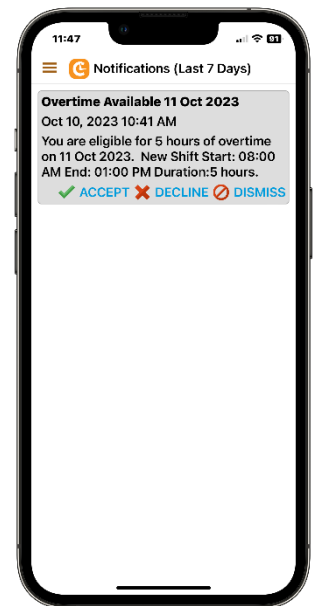 11:47
91
Notifications (Last 7 Days)
Overtime Available 11 Oct 2023
Oct 10, 2023 10:41 AM
You are eligible for 5 hours of overtime
on 11 Oct 2023.  New Shift Start: 08:00
AM End: 01:00 PM Duration:5 hours.
ACCEPT DECLINE DISMISS